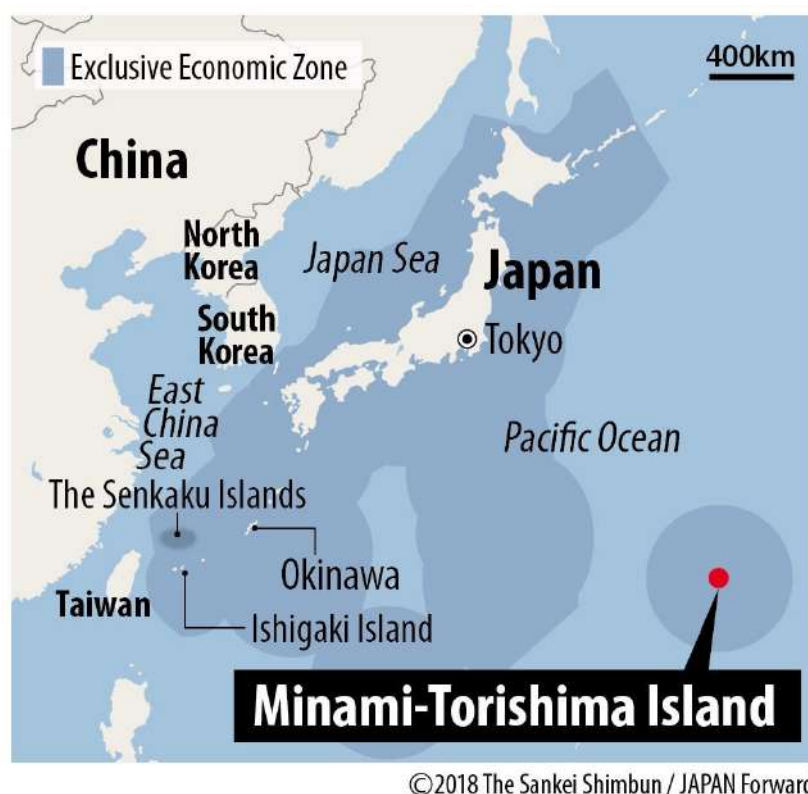 Exclusive Economic Zone
400km
China
North
Korea
Japan Sea
Japan
South
Korea
Tokyo
East
China
Sea
Pacific Ocean
The Senkaku Islands
Okinawa
Taiwan
Ishigaki Island
Minami-Torishima Island
©2018 The Sankei Shimbun / JAPAN Forward